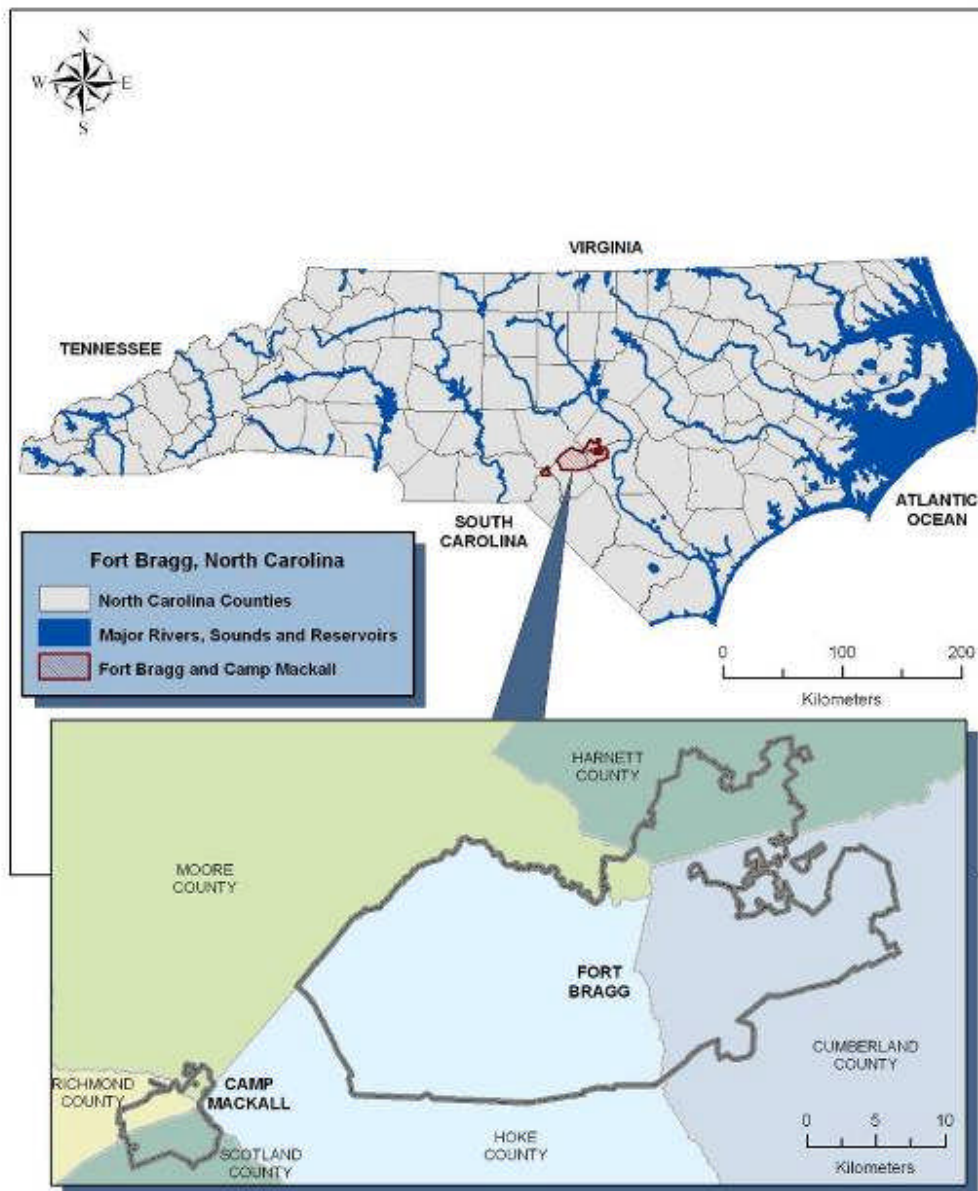 N
W E
S
VIRGINIA
TENNESSEE
SOUTH
CAROLINA
ATLANTIC
OCEAN
Fort Bragg, North Carolina
North Carolina Counties
Major Rivers, Sounds and Reservoirs
Fort Bragg and Camp Mackall
0 100 200
Kilometers
HARNETT
COUNTY
MOORE
COUNTY
FORT
BRAGG
CUMBERLAND
COUNTY
RICHMOND
COUNTY
CAMP
MACKALL
SCOTLAND
COUNTY
HOKE
COUNTY
0 5 10
Kilometers